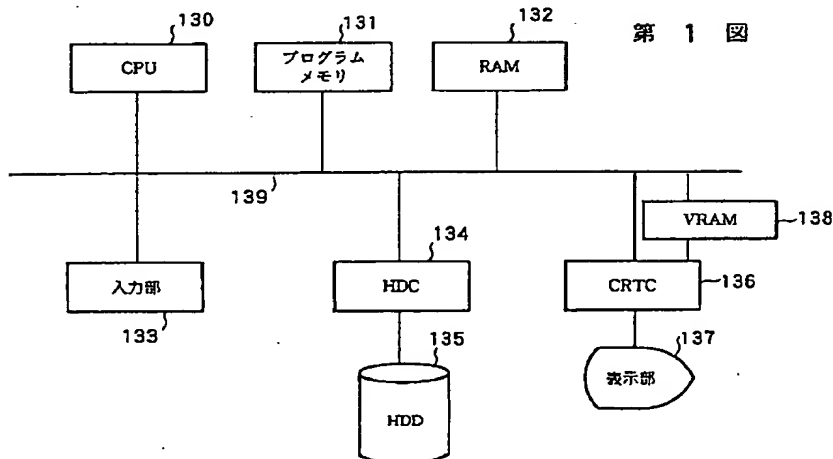 第 1 図
130
CPU
131
プログラム
メモリ
132
RAM
139
VRAM
138
入力部
133
134
HDC
CRTC
136
135
HDD
137
表示部